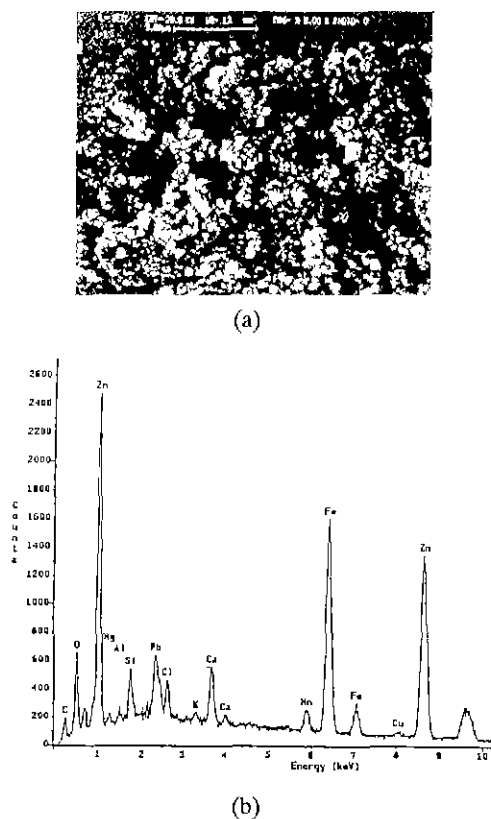 (a)
2600
2400
2200
2000
1800
1600
1400
1200
1000
800
600
400
200
0
Counts
C
O
Zn
Mg
Al
Si
Pb
Cl
K
Ca
Ca
Mn
Fe
Fe
Cu
Zn
1 2 3 4 5 6 7 8 9 10
Energy (keV)
(b)